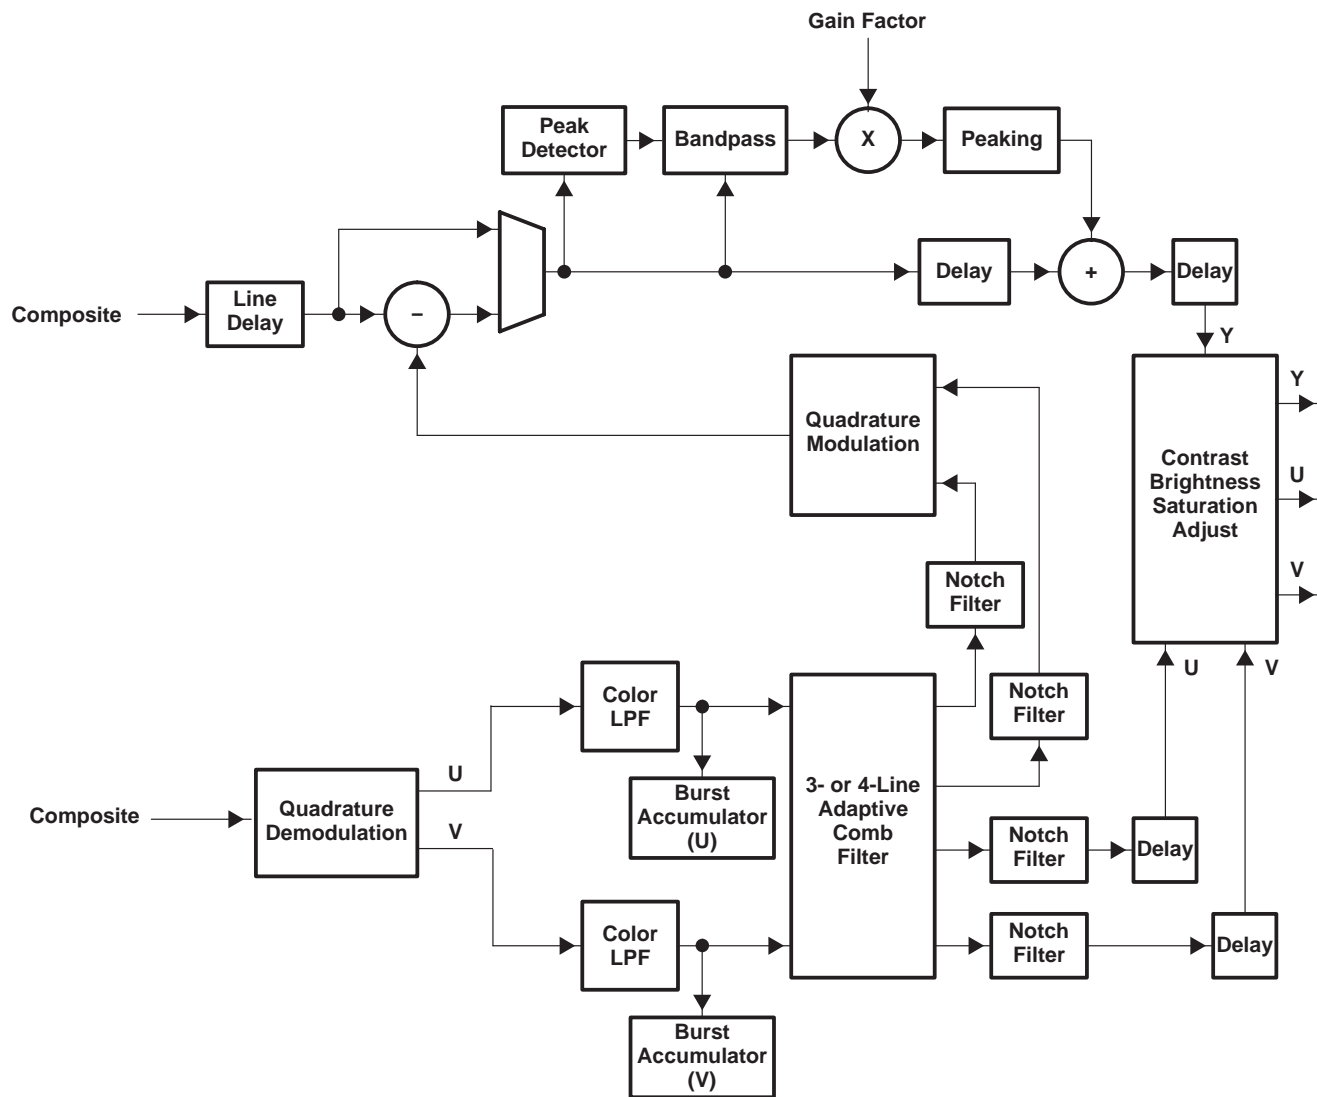 Gain Factor
Peak
Detector
Bandpass
X
Peaking
Composite
Line
Delay
−
Delay
+
Delay
Y
Quadrature
Modulation
Contrast
Brightness
Saturation
Adjust
Y
U
V
Notch
Filter
U
V
Color
LPF
Notch
Filter
Composite
Quadrature
Demodulation
U
V
Burst
Accumulator
(U)
3- or 4-Line
Adaptive
Comb
Filter
Notch
Filter
Delay
Color
LPF
Notch
Filter
Delay
Burst
Accumulator
(V)